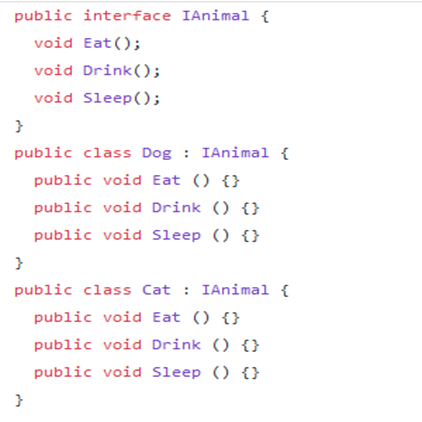 public interface IAnimal {
  void Eat();
  void Drink();
  void Sleep();
}
public class Dog : IAnimal {
  public void Eat () {}
  public void Drink () {}
  public void Sleep () {}
}
public class Cat : IAnimal {
  public void Eat () {}
  public void Drink () {}
  public void Sleep () {}
}